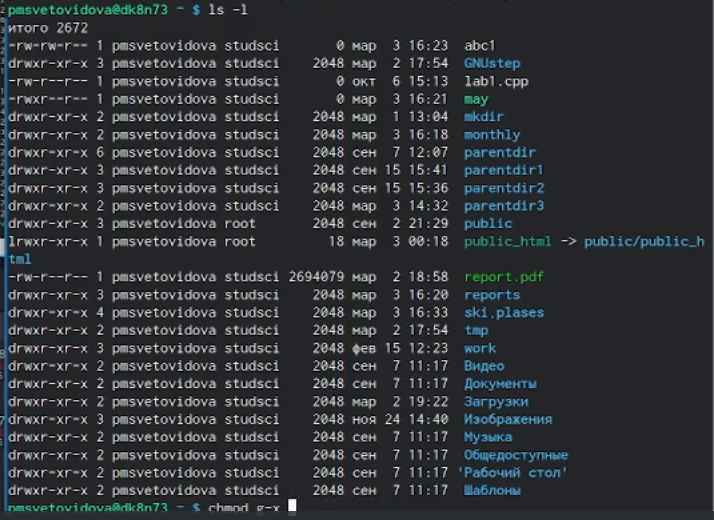 pmsvetovidova@dk8n73 ~ $ ls -l
итого 2672
-rw-rw-r-- 1 pmsvetovidova studsci 0 мар 3 16:23 abc1
drwxr-xr-x 3 pmsvetovidova studsci 2048 мар 2 17:54 GNUstep
-rw-r--r-- 1 pmsvetovidova studsci 0 окт 6 15:13 lab1.cpp
-rwxr--r-- 1 pmsvetovidova studsci 0 мар 3 16:21 may
drwxr-xr-x 2 pmsvetovidova studsci 2048 мар 1 13:04 mkdir
drwxr-xr-x 2 pmsvetovidova studsci 2048 мар 3 16:18 monthly
drwxr-xr-x 6 pmsvetovidova studsci 2048 сен 7 12:07 parentdir
drwxr-xr-x 3 pmsvetovidova studsci 2048 сен 15 15:41 parentdir1
drwxr-xr-x 3 pmsvetovidova studsci 2048 сен 15 15:36 parentdir2
drwxr-xr-x 2 pmsvetovidova studsci 2048 мар 3 14:32 parentdir3
drwxr-xr-x 3 pmsvetovidova root 2048 сен 2 21:29 public
lrwxr-xr-x 1 pmsvetovidova root 18 мар 3 00:18 public_html -> public/public_h
tml
-rw-r--r-- 1 pmsvetovidova studsci 2694079 мар 2 18:58 report.pdf
drwxr-xr-x 3 pmsvetovidova studsci 2048 мар 3 16:20 reports
drwxr-xr-x 4 pmsvetovidova studsci 2048 мар 3 16:33 ski.plases
drwxr-xr-x 2 pmsvetovidova studsci 2048 мар 2 17:54 tmp
drwxr-xr-x 3 pmsvetovidova studsci 2048 фев 15 12:23 work
drwxr-xr-x 2 pmsvetovidova studsci 2048 сен 7 11:17 Видео
drwxr-xr-x 2 pmsvetovidova studsci 2048 сен 7 11:17 Документы
drwxr-xr-x 2 pmsvetovidova studsci 2048 мар 2 19:22 Загрузки
drwxr-xr-x 3 pmsvetovidova studsci 2048 ноя 24 14:40 Изображения
drwxr-xr-x 2 pmsvetovidova studsci 2048 сен 7 11:17 Музыка
drwxr-xr-x 2 pmsvetovidova studsci 2048 сен 7 11:17 Общедоступные
drwxr-xr-x 2 pmsvetovidova studsci 2048 сен 7 11:17 'Рабочий стол'
drwxr-xr-x 2 pmsvetovidova studsci 2048 сен 7 11:17 Шаблоны
pmsvetovidova@dk8n73 ~ $ chmod g-x